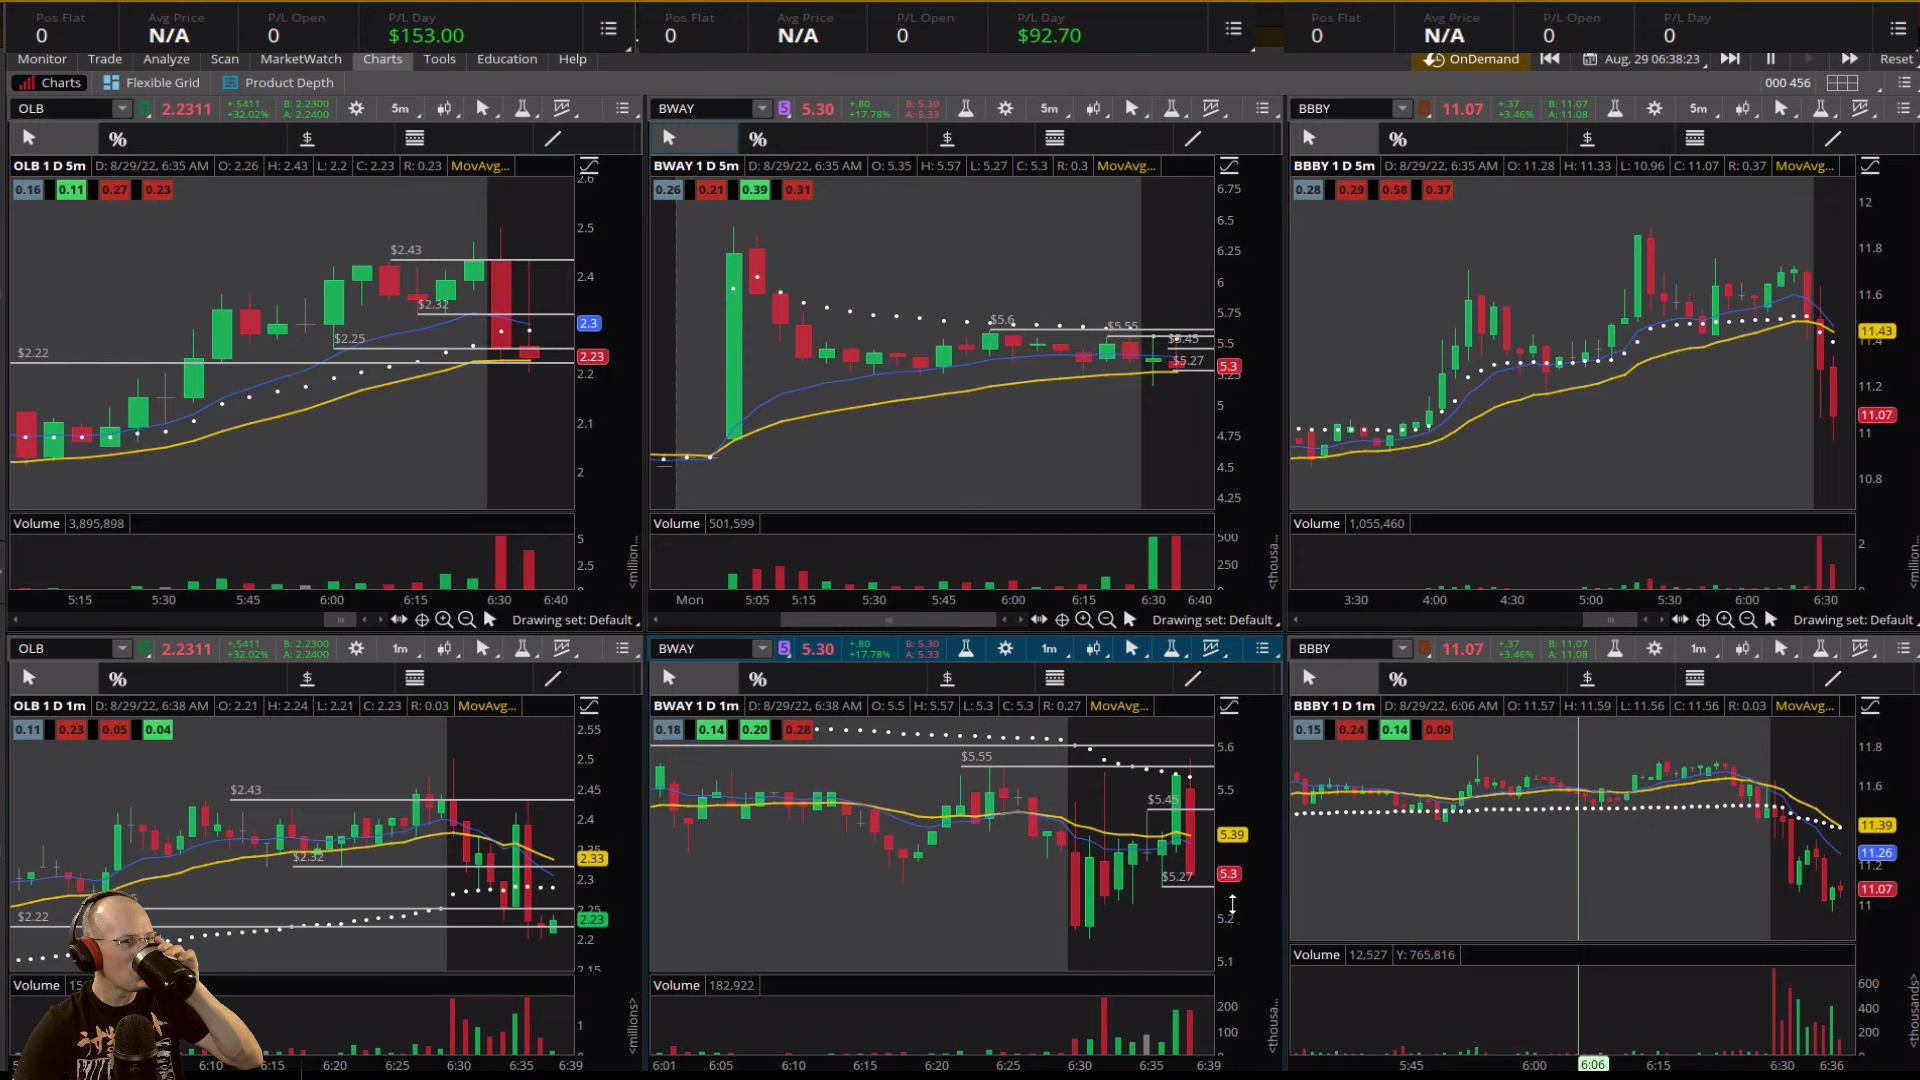 Pos Flat Avg Price P/L Open P/L Day Pos Flat Avg Price P/L Open P/L Day Pos Flat Avg Price P/L Open P/L Day
0 N/A 0 $153.00 0 N/A 0 $92.70 0 N/A 0 0
Monitor Trade Analyze Scan MarketWatch Charts Tools Education Help OnDemand Aug, 29 06:38:23 Reset
Charts Flexible Grid Product Depth 000 456
OLB 2.2311 +.5411 +32.02% B: 2.2300 A: 2.2400 5m
BWAY S 5.30 +.80 +17.78% B: 5.30 A: 5.33 5m
BBBY 11.07 +.37 +3.46% B: 11.07 A: 11.08 5m
% $
% $
% $
OLB 1 D 5m D: 8/29/22, 6:35 AM O: 2.26 H: 2.43 L: 2.2 C: 2.23 R: 0.23 MovAvg...
0.16 0.11 0.27 0.23
$2.43
$2.32
$2.25
$2.22
2.6
2.5
2.4
2.3
2.23
2.2
2.1
2
Volume 3,895,898
5
2.5
<million...
5:15 5:30 5:45 6:00 6:15 6:30 6:40
Drawing set: Default
BWAY 1 D 5m D: 8/29/22, 6:35 AM O: 5.35 H: 5.57 L: 5.27 C: 5.3 R: 0.3 MovAvg...
0.26 0.21 0.39 0.31
$5.6
$5.55
$5.45
$5.27
6.75
6.5
6.25
6
5.75
5.5
5.3
5.25
5
4.75
4.5
4.25
Volume 501,599
500
250
<thousa...
Mon 5:05 5:15 5:30 5:45 6:00 6:15 6:30 6:40
Drawing set: Default
BBBY 1 D 5m D: 8/29/22, 6:35 AM O: 11.28 H: 11.33 L: 10.96 C: 11.07 R: 0.37 MovAvg...
0.28 0.29 0.58 0.37
12
11.8
11.6
11.43
11.4
11.2
11.07
11
10.8
Volume 1,055,460
2
0
<million...
3:30 4:00 4:30 5:00 5:30 6:00 6:30
Drawing set: Default
OLB 2.2311 +.5411 +32.02% B: 2.2300 A: 2.2400 1m
BWAY S 5.30 +.80 +17.78% B: 5.30 A: 5.33 1m
BBBY 11.07 +.37 +3.46% B: 11.07 A: 11.08 1m
% $
% $
% $
OLB 1 D 1m D: 8/29/22, 6:38 AM O: 2.21 H: 2.24 L: 2.21 C: 2.23 R: 0.03 MovAvg...
0.11 0.23 0.05 0.04
$2.43
$2.32
$2.22
2.55
2.5
2.45
2.4
2.35
2.33
2.3
2.25
2.23
2.2
2.15
Volume 15
1
<millions>
6:10 6:15 6:20 6:25 6:30 6:35 6:39
BWAY 1 D 1m D: 8/29/22, 6:38 AM O: 5.5 H: 5.57 L: 5.3 C: 5.3 R: 0.27 MovAvg...
0.18 0.14 0.20 0.28
$5.55
$5.45
$5.27
5.6
5.5
5.39
5.3
5.2
5.1
Volume 182,922
200
100
0
<thousa...
6:01 6:05 6:10 6:15 6:20 6:25 6:30 6:35 6:39
BBBY 1 D 1m D: 8/29/22, 6:06 AM O: 11.57 H: 11.59 L: 11.56 C: 11.56 R: 0.03 MovAvg...
0.15 0.24 0.14 0.09
11.8
11.6
11.39
11.26
11.2
11.07
11
Volume 12,527 Y: 765,816
600
400
200
0
<thousands>
5:45 6:00 6:06 6:15 6:30 6:36